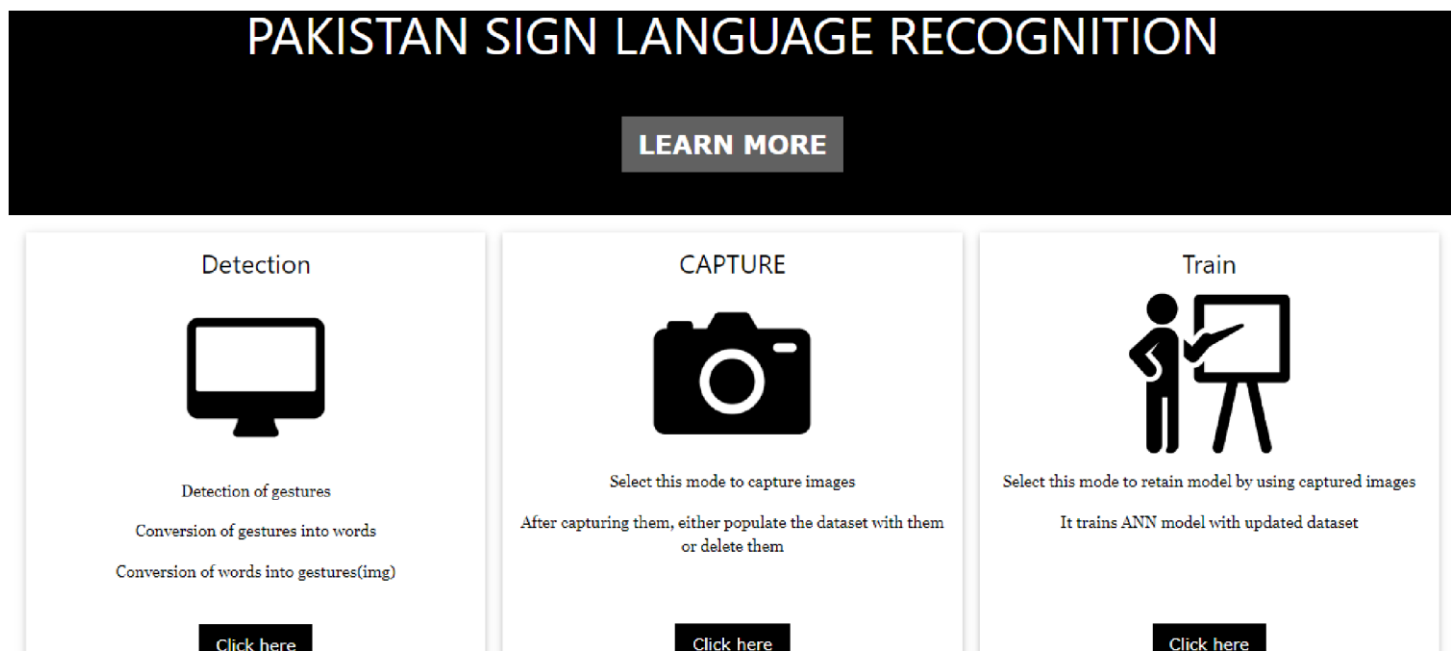 PAKISTAN SIGN LANGUAGE RECOGNITION
LEARN MORE
Detection
Detection of gestures
Conversion of gestures into words
Conversion of words into gestures(img)
Click here
CAPTURE
Select this mode to capture images
After capturing them, either populate the dataset with them
or delete them
Click here
Train
Select this mode to retain model by using captured images
It trains ANN model with updated dataset
Click here